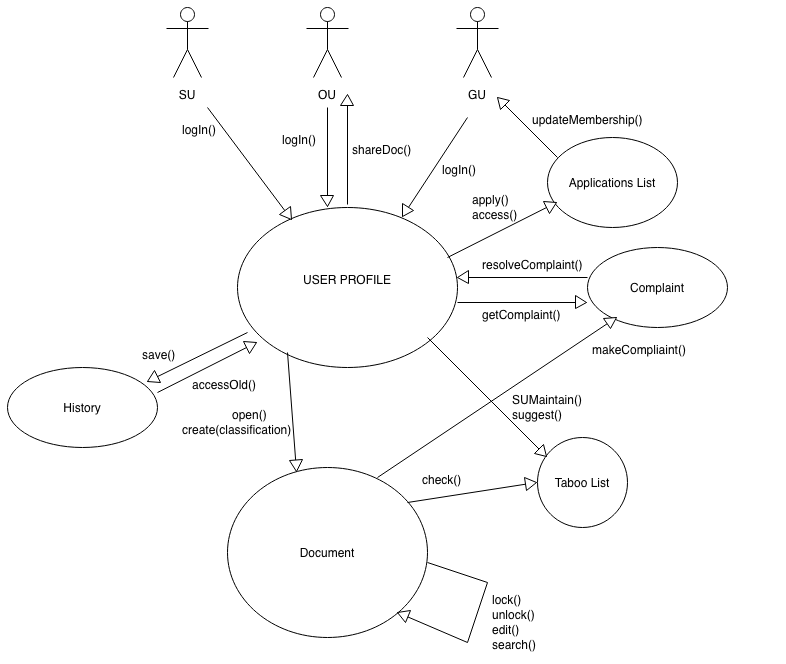 SU
OU
GU
logIn()
logIn()
shareDoc()
logIn()
updateMembership()
Applications List
apply()
access()
USER PROFILE
resolveComplaint()
Complaint
getComplaint()
makeCompliaint()
save()
accessOld()
History
open()
create(classification)
SUMaintain()
suggest()
check()
Taboo List
Document
lock()
unlock()
edit()
search()